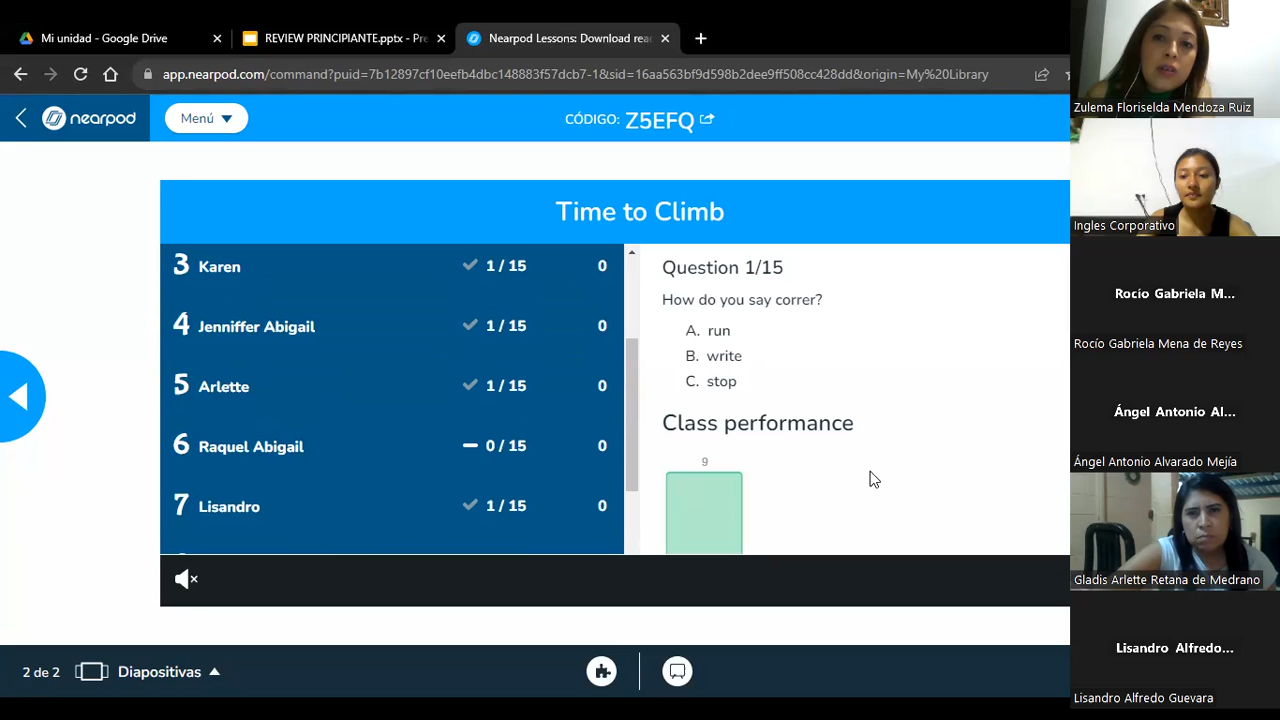 Mi unidad - Google Drive
REVIEW PRINCIPIANTE.pptx - Pre
Nearpod Lessons: Download rea
app.nearpod.com/command?puid=7b12897cf10eefb4dbc148883f57dcb7-1&sid=16aa563bf9d598b2dee9ff508cc428dd&origin=My%20Library
nearpod
Menú
CÓDIGO: Z5EFQ
Time to Climb
3 Karen 1 / 15 0
4 Jenniffer Abigail 1 / 15 0
5 Arlette 1 / 15 0
6 Raquel Abigail 0 / 15 0
7 Lisandro 1 / 15 0
Question 1/15
How do you say correr?
A. run
B. write
C. stop
Class performance
9
2 de 2
Diapositivas
Zulema Floriselda Mendoza Ruiz
Ingles Corporativo
Rocío Gabriela M...
Rocío Gabriela Mena de Reyes
Ángel Antonio Al...
Ángel Antonio Alvarado Mejía
Gladis Arlette Retana de Medrano
Lisandro Alfredo...
Lisandro Alfredo Guevara